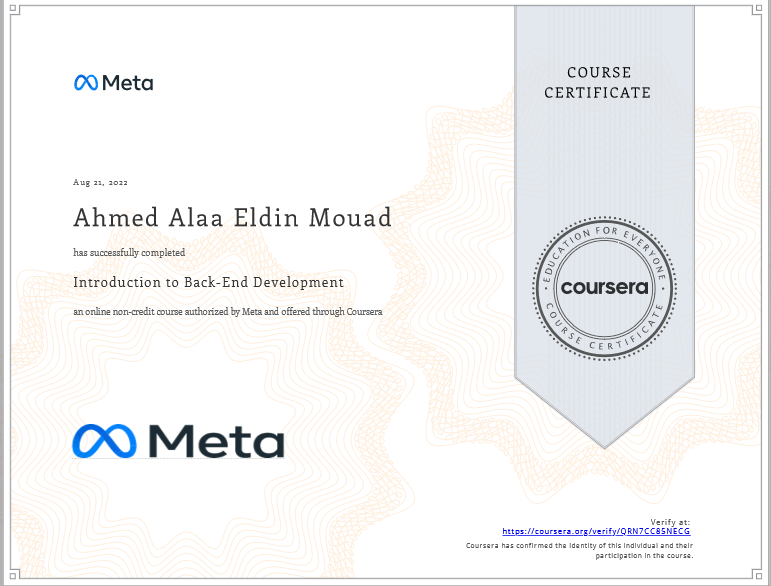 Meta
COURSE
CERTIFICATE
Aug 21, 2022
Ahmed Alaa Eldin Mouad
has successfully completed
Introduction to Back-End Development
an online non-credit course authorized by Meta and offered through Coursera
EDUCATION FOR EVERYONE
coursera
COURSE CERTIFICATE
Meta
Verify at:
https://coursera.org/verify/QRN7CC85NECG
Coursera has confirmed the identity of this individual and their
participation in the course.